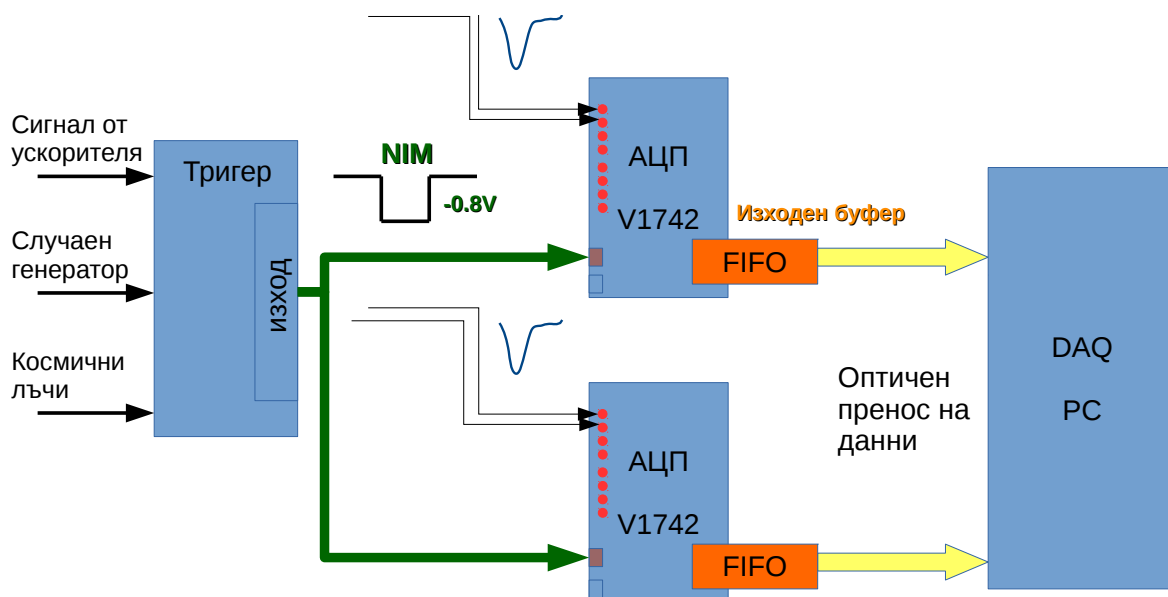 Сигнал от
ускорителя
Случаен
генератор
Космични
лъчи
Тригер
изход
NIM
-0.8V
АЦП
V1742
Изходен буфер
FIFO
АЦП
V1742
FIFO
Оптичен
пренос на
данни
DAQ
PC